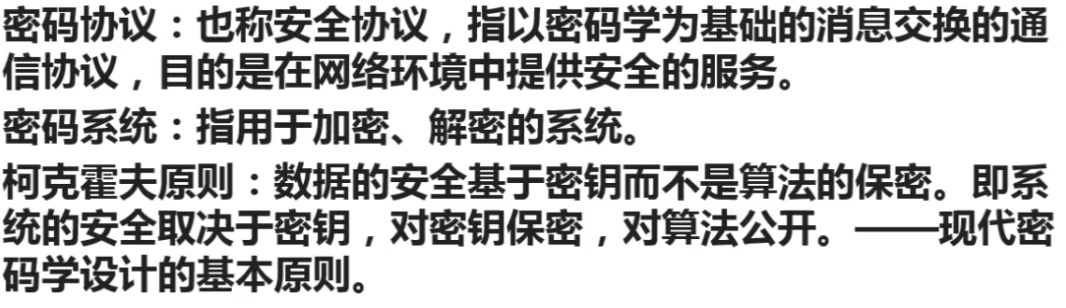 密码协议：也称安全协议，指以密码学为基础的消息交换的通
信协议，目的是在网络环境中提供安全的服务。
密码系统：指用于加密、解密的系统。
柯克霍夫原则：数据的安全基于密钥而不是算法的保密。即系
统的安全取决于密钥，对密钥保密，对算法公开。——现代密
码学设计的基本原则。